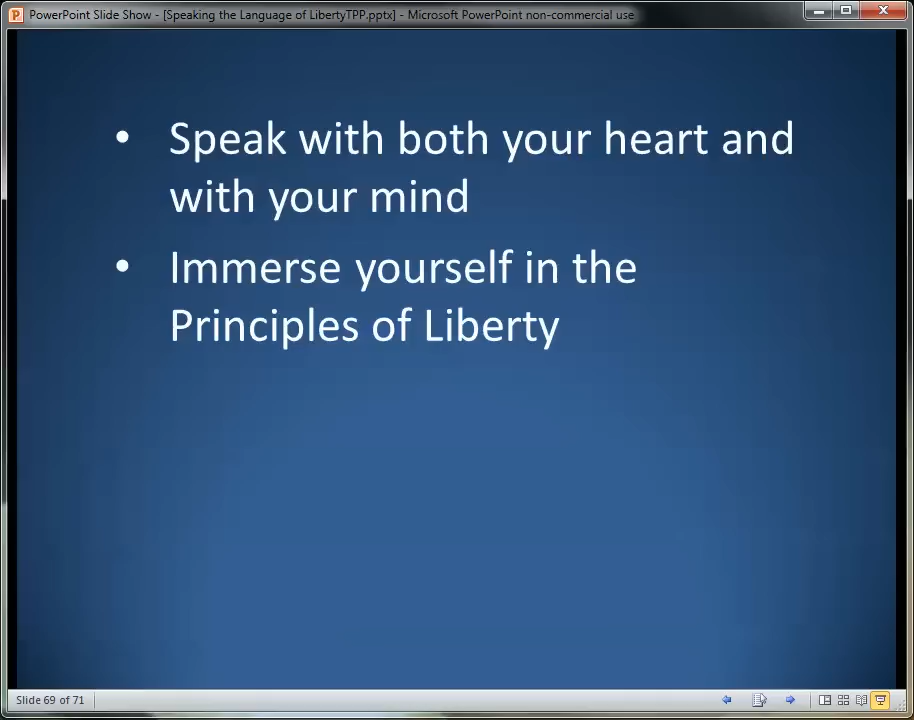 PowerPoint Slide Show - [Speaking the Language of LibertyTPP.pptx] - Microsoft PowerPoint non-commercial use
• Speak with both your heart and
with your mind
• Immerse yourself in the
Principles of Liberty
Slide 69 of 71